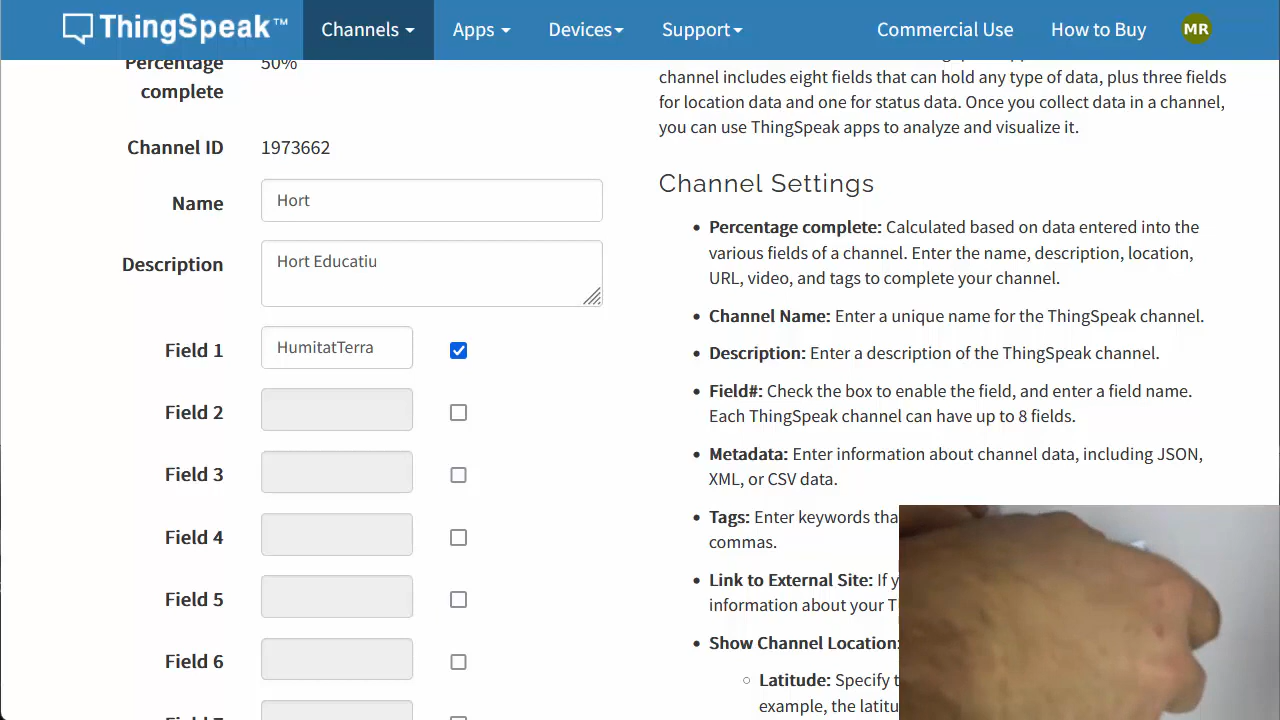 ThingSpeak™ Channels Apps Devices Support Commercial Use How to Buy MR
Percentage complete 50%
Channel ID 1973662
Name Hort
Description Hort Educatiu
Field 1 HumitatTerra
Field 2
Field 3
Field 4
Field 5
Field 6
channel includes eight fields that can hold any type of data, plus three fields
for location data and one for status data. Once you collect data in a channel,
you can use ThingSpeak apps to analyze and visualize it.
Channel Settings
• Percentage complete: Calculated based on data entered into the
various fields of a channel. Enter the name, description, location,
URL, video, and tags to complete your channel.
• Channel Name: Enter a unique name for the ThingSpeak channel.
• Description: Enter a description of the ThingSpeak channel.
• Field#: Check the box to enable the field, and enter a field name.
Each ThingSpeak channel can have up to 8 fields.
• Metadata: Enter information about channel data, including JSON,
XML, or CSV data.
• Tags: Enter keywords tha
commas.
• Link to External Site: If y
information about your T
• Show Channel Location:
Latitude: Specify t
example, the latitu